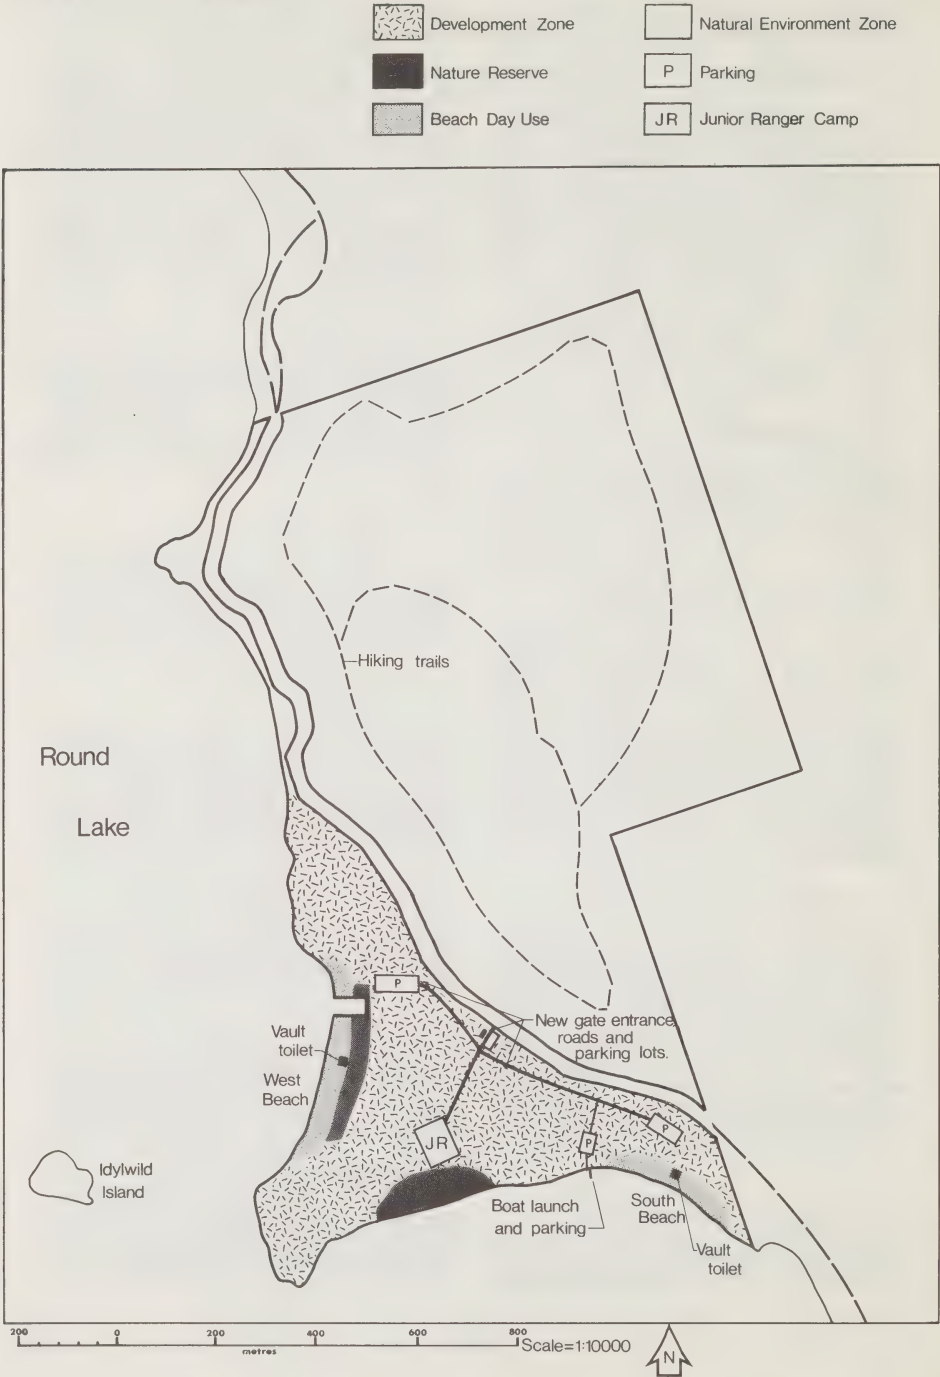 Development Zone
Natural Environment Zone
Nature Reserve
P Parking
Beach Day Use
JR Junior Ranger Camp
Hiking trails
Round
Lake
P
New gate entrance,
roads and
parking lots.
Vault
toilet
West
Beach
P
JR
P
Idylwild
Island
Boat launch
and parking
South
Beach
Vault
toilet
200 0 200 400 600 800
metres
Scale=1:10000
N